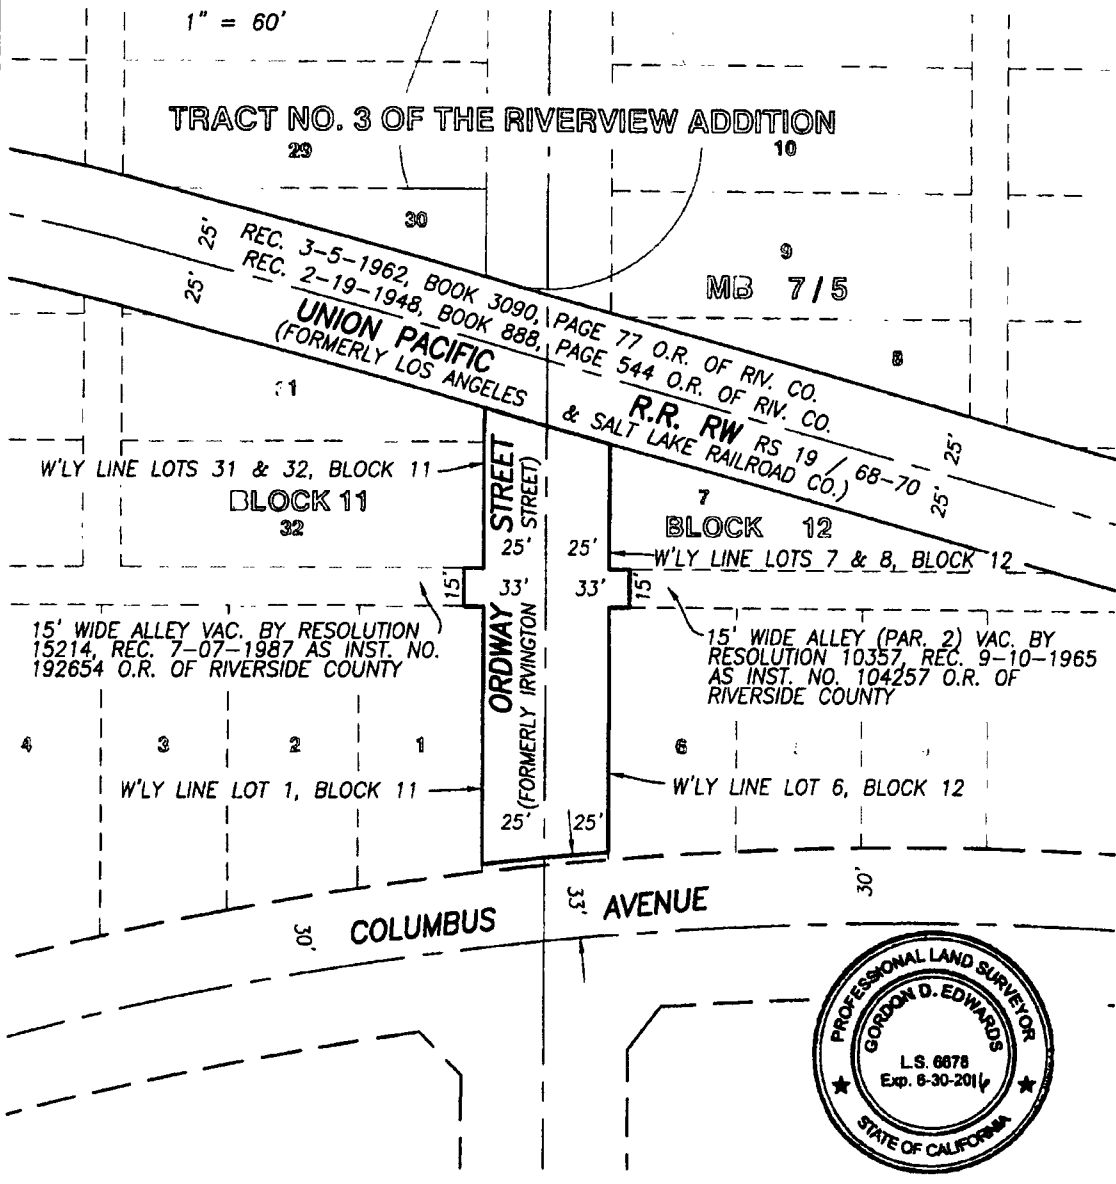 1" = 60'
TRACT NO. 3 OF THE RIVERVIEW ADDITION
29
10
30
9
MB 7/5
8
25'
25'
REC. 3-5-1962, BOOK 3090, PAGE 77 O.R. OF RIV. CO.
REC. 2-19-1948, BOOK 888, PAGE 544 O.R. OF RIV. CO.
UNION PACIFIC R.R. RW RS 19 / 68-70
(FORMERLY LOS ANGELES & SALT LAKE RAILROAD CO.)
25'
25'
31
W'LY LINE LOTS 31 & 32, BLOCK 11
BLOCK 11
32
7
BLOCK 12
W'LY LINE LOTS 7 & 8, BLOCK 12
ORDWAY STREET
(FORMERLY IRVINGTON STREET)
25'
25'
15'
33'
33'
15'
15' WIDE ALLEY VAC. BY RESOLUTION
15214, REC. 7-07-1987 AS INST. NO.
192654 O.R. OF RIVERSIDE COUNTY
15' WIDE ALLEY (PAR. 2) VAC. BY
RESOLUTION 10357, REC. 9-10-1965
AS INST. NO. 104257 O.R. OF
RIVERSIDE COUNTY
4
3
2
1
6
W'LY LINE LOT 1, BLOCK 11
W'LY LINE LOT 6, BLOCK 12
25'
25'
30'
COLUMBUS AVENUE
33'
30'
PROFESSIONAL LAND SURVEYOR
GORDON D. EDWARDS
L.S. 6678
Exp. 6-30-2016
STATE OF CALIFORNIA